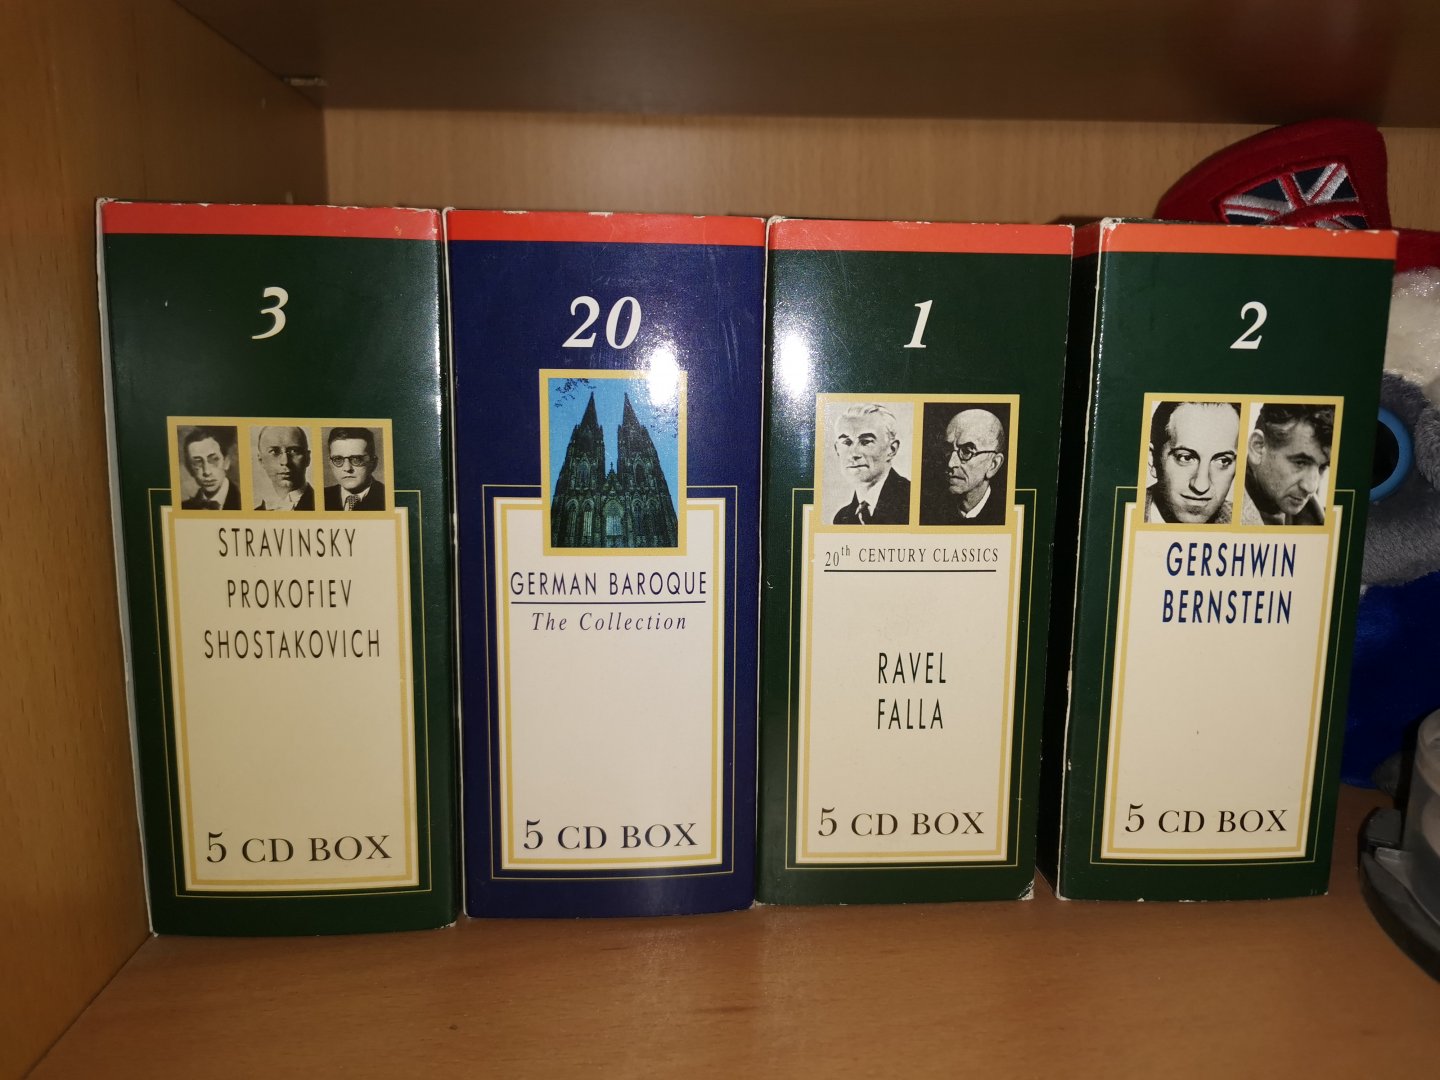 3
STRAVINSKY
PROKOFIEV
SHOSTAKOVICH
5 CD BOX
20
GERMAN BAROQUE
The Collection
5 CD BOX
1
20th CENTURY CLASSICS
RAVEL
FALLA
5 CD BOX
2
GERSHWIN
BERNSTEIN
5 CD BOX